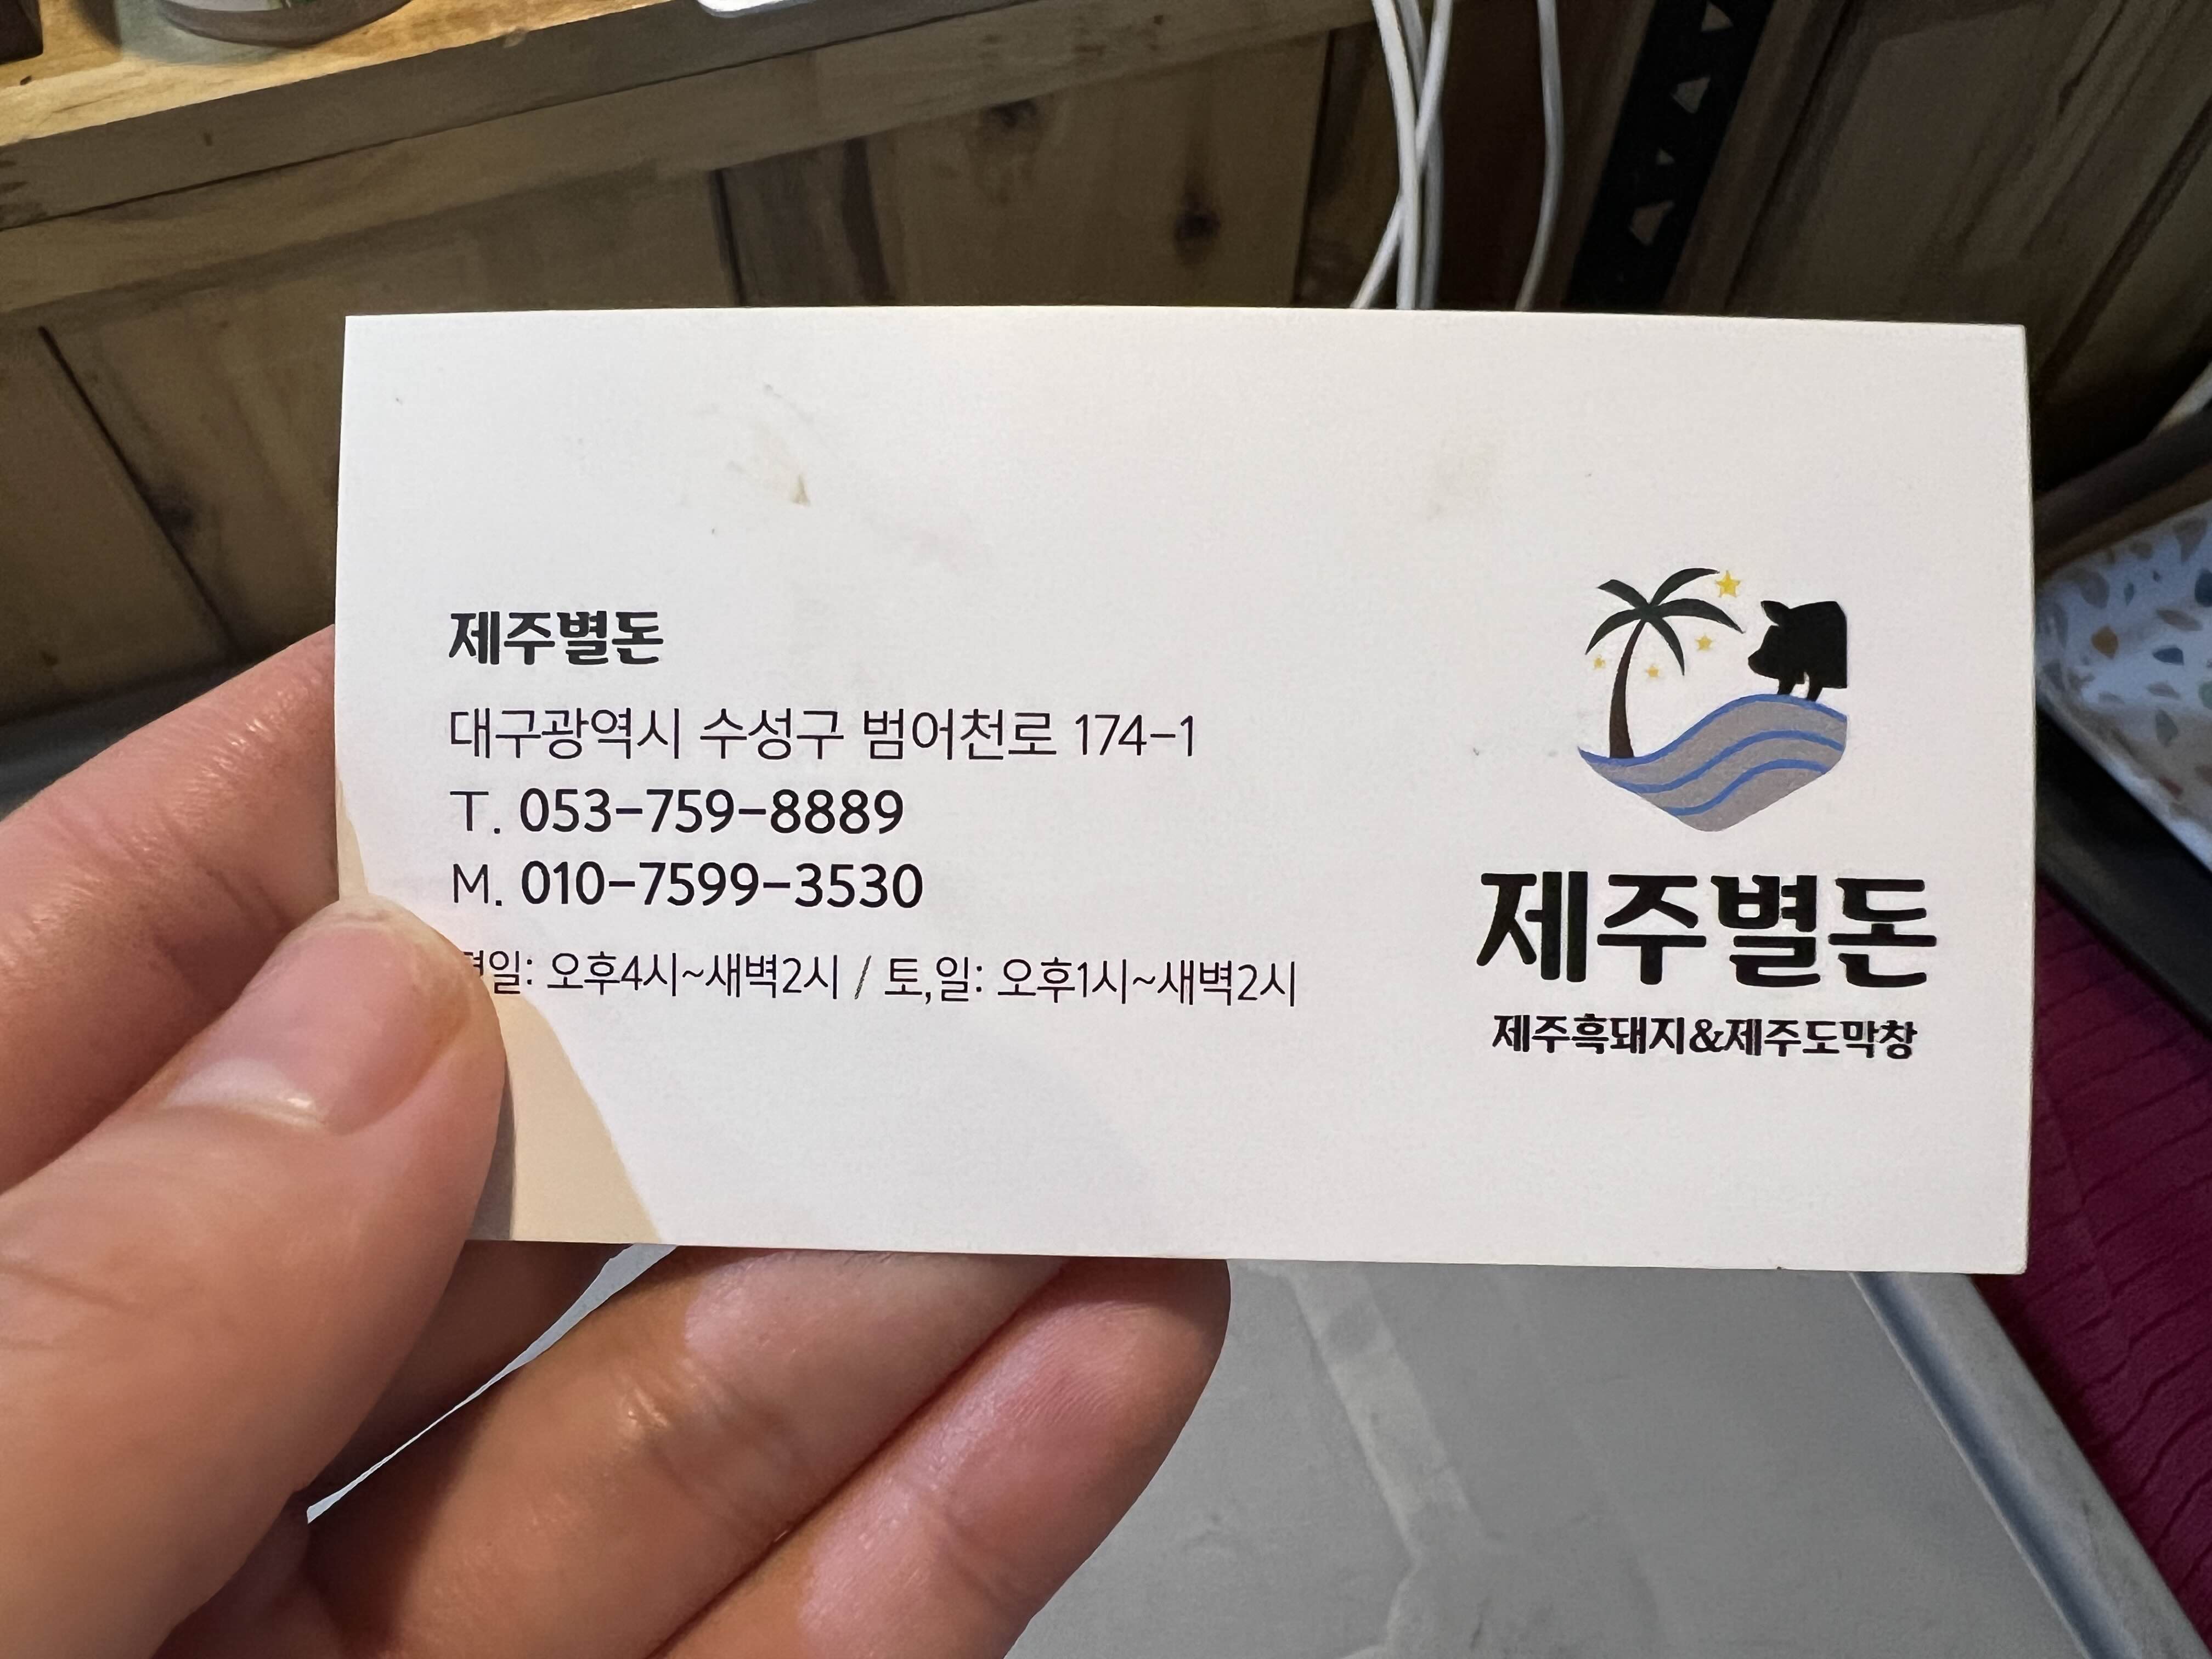 제주별돈
대구광역시 수성구 범어천로 174-1
T. 053-759-8889
M. 010-7599-3530
평일: 오후4시~새벽2시 / 토,일: 오후1시~새벽2시
제주별돈
제주흑돼지&제주도막창